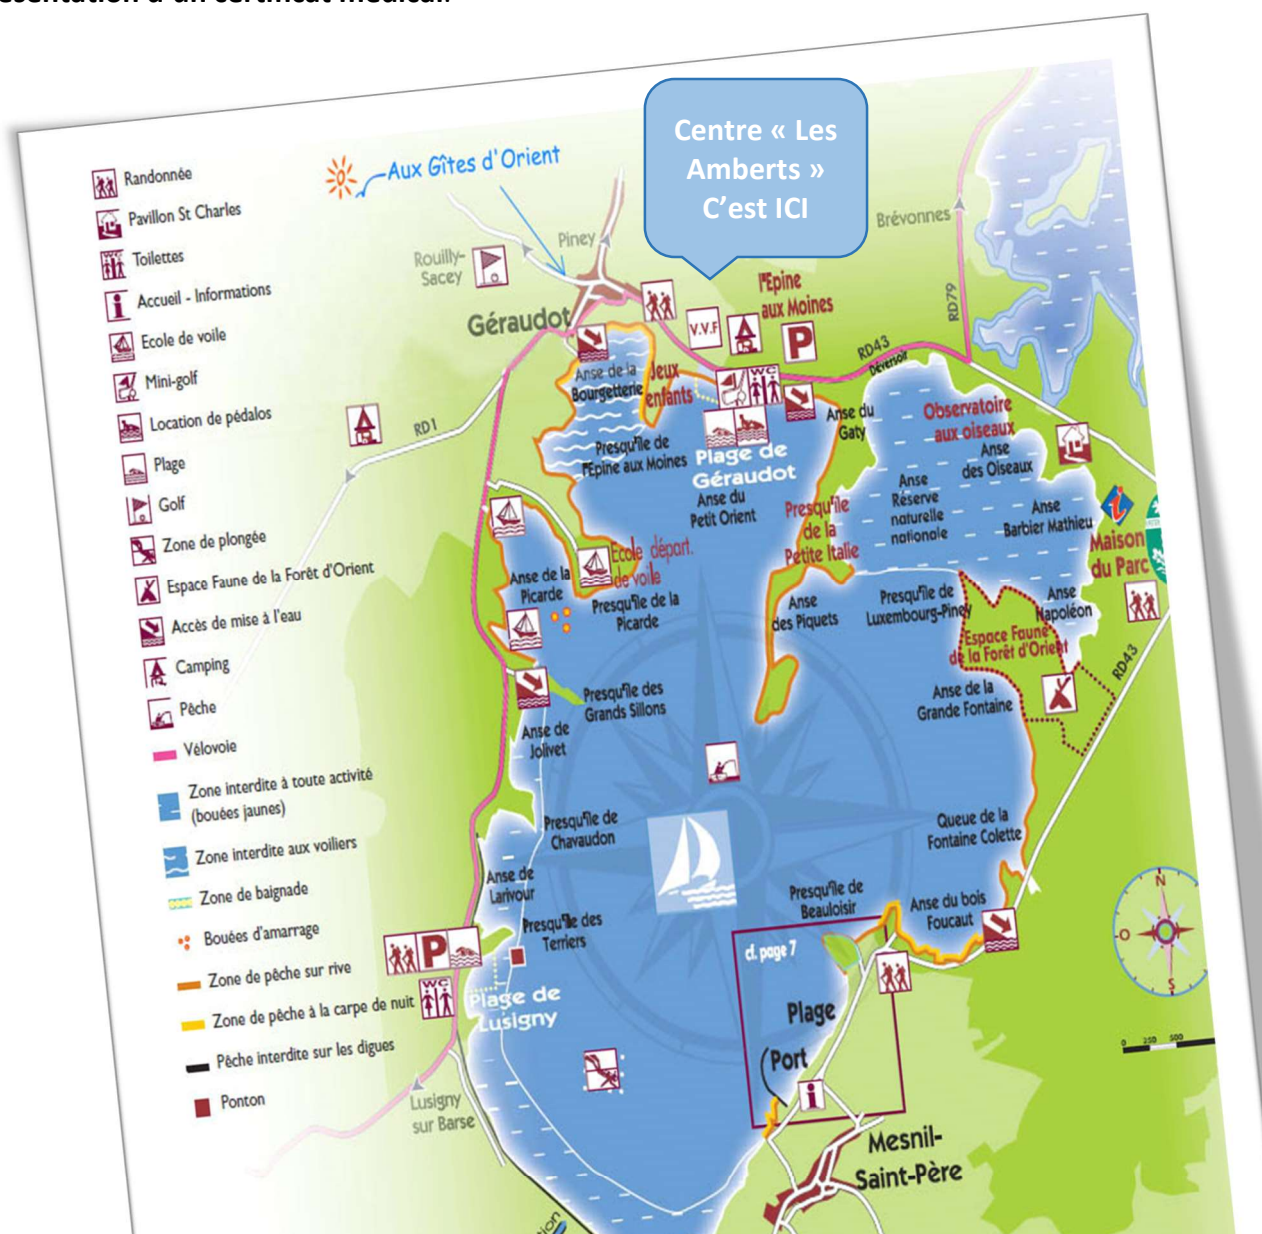 Centre « Les
Amberts »
C’est ICI
Aux Gîtes d'Orient
Randonnée
Pavillon St Charles
Toilettes
Accueil - Informations
Ecole de voile
Mini-golf
Location de pédalos
Plage
Golf
Zone de plongée
Espace Faune de la Forêt d'Orient
Accès de mise à l'eau
Camping
Pêche
Vélovoie
Zone interdite à toute activité
(bouées jaunes)
Zone interdite aux voiliers
Zone de baignade
Bouées d'amarrage
Zone de pêche sur rive
Zone de pêche à la carpe de nuit
Pêche interdite sur les digues
Ponton
Piney
Rouilly-
Sacey
Géraudot
Brévonnes
RD79
l'Epine
aux Moines
V.V.F
P
RD43
Déversoir
RD1
Anse de la
Bourgetterie
Jeux
enfants
WC
Presqu'île de
l'Epine aux Moines
Plage de
Géraudot
Anse du
Gaty
Observatoire
aux oiseaux
Anse
des Oiseaux
Anse du
Petit Orient
Presqu'île
de la
Petite Italie
Anse
Réserve
naturelle
nationale
Anse
Barbier Mathieu
i
Maison
du Parc
Ecole départ.
de voile
Anse de la
Picarde
Presqu'île de la
Picarde
Anse
des Piquets
Presqu'île de
Luxembourg-Piney
Anse
Napoléon
Espace Faune
de la Forêt d'Orient
RD43
Presqu'île des
Grands Sillons
Anse de la
Grande Fontaine
Anse de
Jolivet
Presqu'île de
Chavaudon
Queue de la
Fontaine Colette
Anse de
Larivour
Presqu'île de
Beauloisir
Anse du bois
Foucaut
Presqu'île des
Terriers
P
WC
cf. page 7
Plage de
Lusigny
Plage
Port
i
Lusigny
sur Barse
Mesnil-
Saint-Père
N
O
S
0 250 500